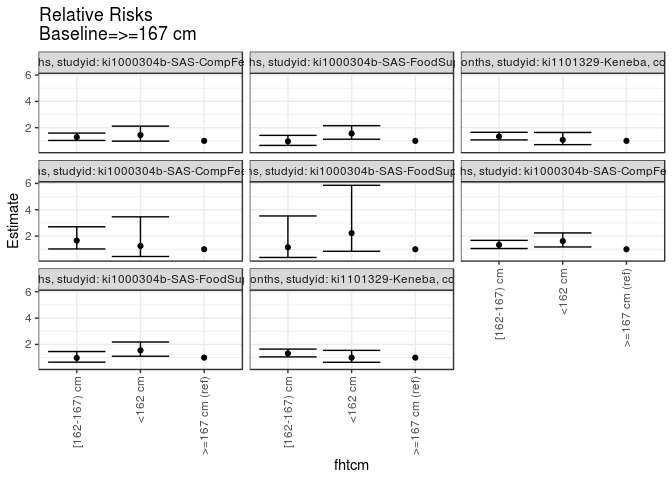 Relative Risks
Baseline=>=167 cm
hs, studyid: ki1000304b-SAS-CompFe
hs, studyid: ki1000304b-SAS-FoodSup
onths, studyid: ki1101329-Keneba, co
6
4
2
hs, studyid: ki1000304b-SAS-CompFe
hs, studyid: ki1000304b-SAS-FoodSup
hs, studyid: ki1000304b-SAS-CompFe
Estimate
6
4
2
hs, studyid: ki1000304b-SAS-FoodSup
onths, studyid: ki1101329-Keneba, co
6
4
2
[162-167) cm
<162 cm
>=167 cm (ref)
[162-167) cm
<162 cm
>=167 cm (ref)
[162-167) cm
<162 cm
>=167 cm (ref)
fhtcm